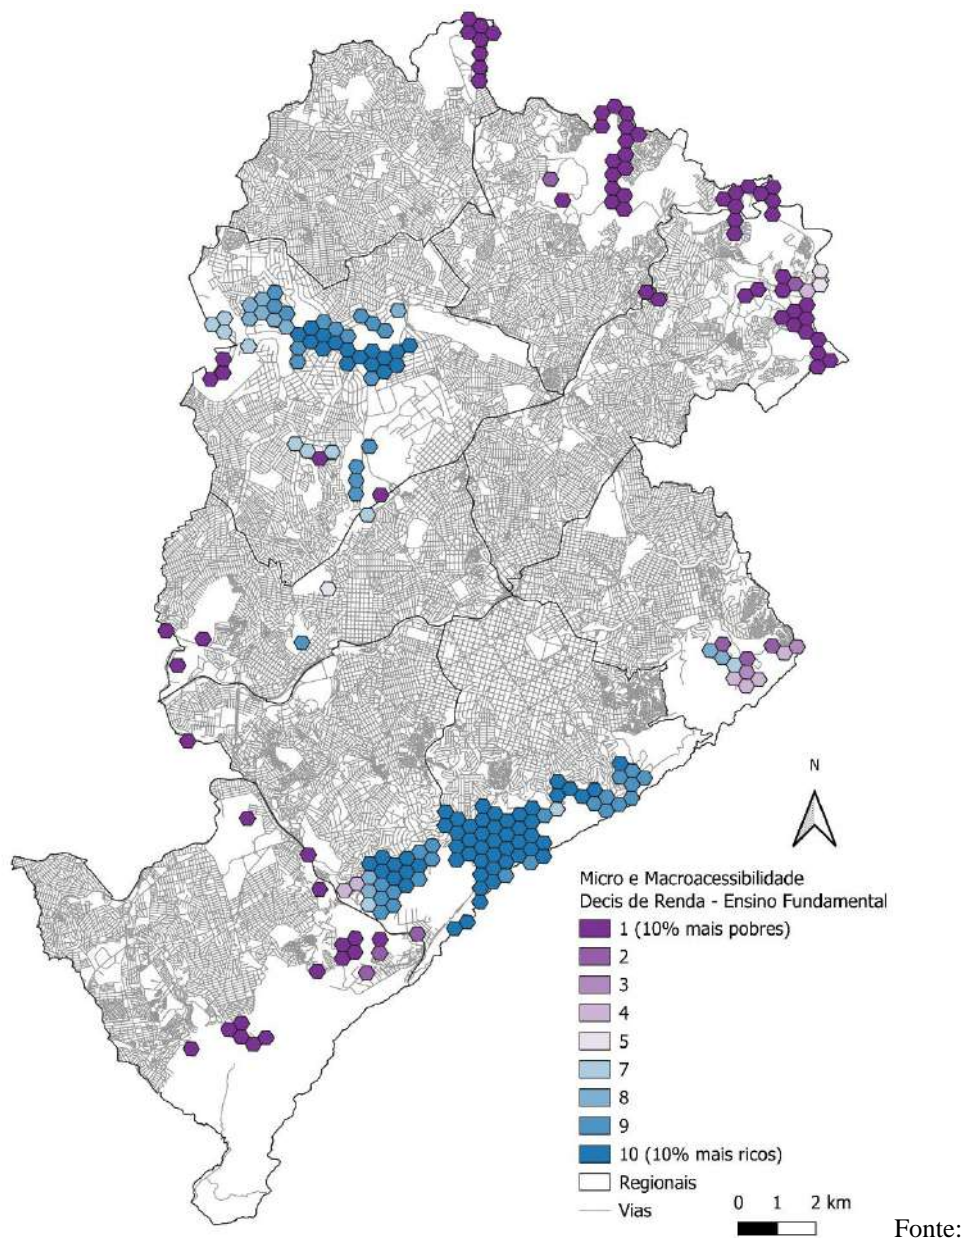 N
Micro e Macroacessibilidade
Decis de Renda - Ensino Fundamental
1 (10% mais pobres)
2
3
4
5
7
8
9
10 (10% mais ricos)
Regionais
Vias
0 1 2 km
Fonte: